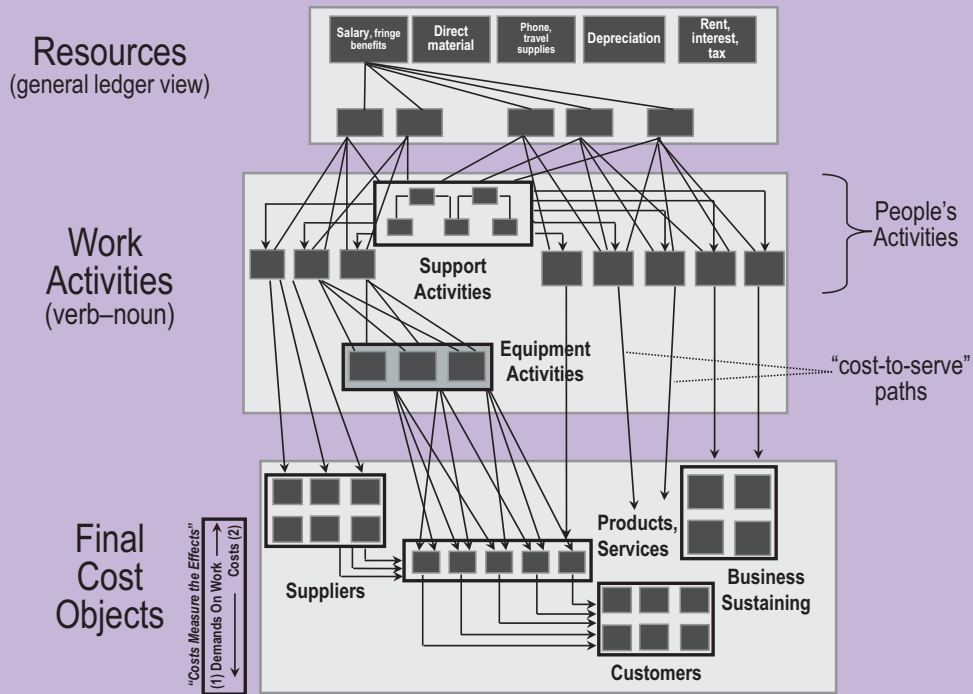 Resources
(general ledger view)
Salary, fringe
benefits
Direct
material
Phone,
travel
supplies
Depreciation
Rent,
interest,
tax
Work
Activities
(verb–noun)
Support
Activities
People's
Activities
Equipment
Activities
“cost-to-serve”
paths
Final
Cost
Objects
"Costs Measure the Effects"
(1) Demands On Work
Costs (2)
Suppliers
Products,
Services
Business
Sustaining
Customers